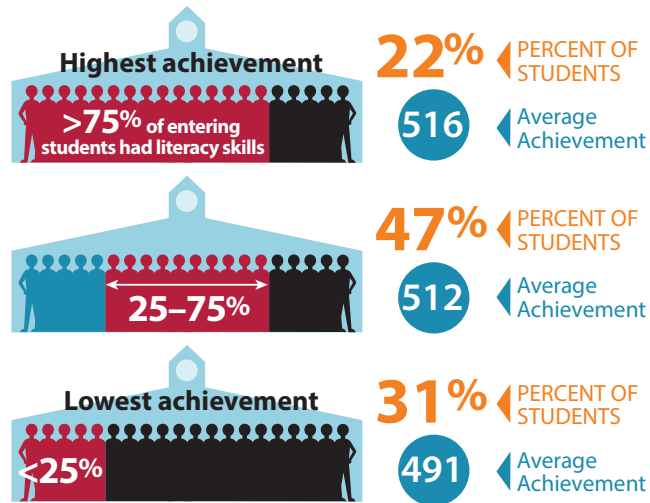 Highest achievement
>75% of entering
students had literacy skills
22%
PERCENT OF
STUDENTS
516
Average
Achievement
25–75%
47%
PERCENT OF
STUDENTS
512
Average
Achievement
Lowest achievement
<25%
31%
PERCENT OF
STUDENTS
491
Average
Achievement